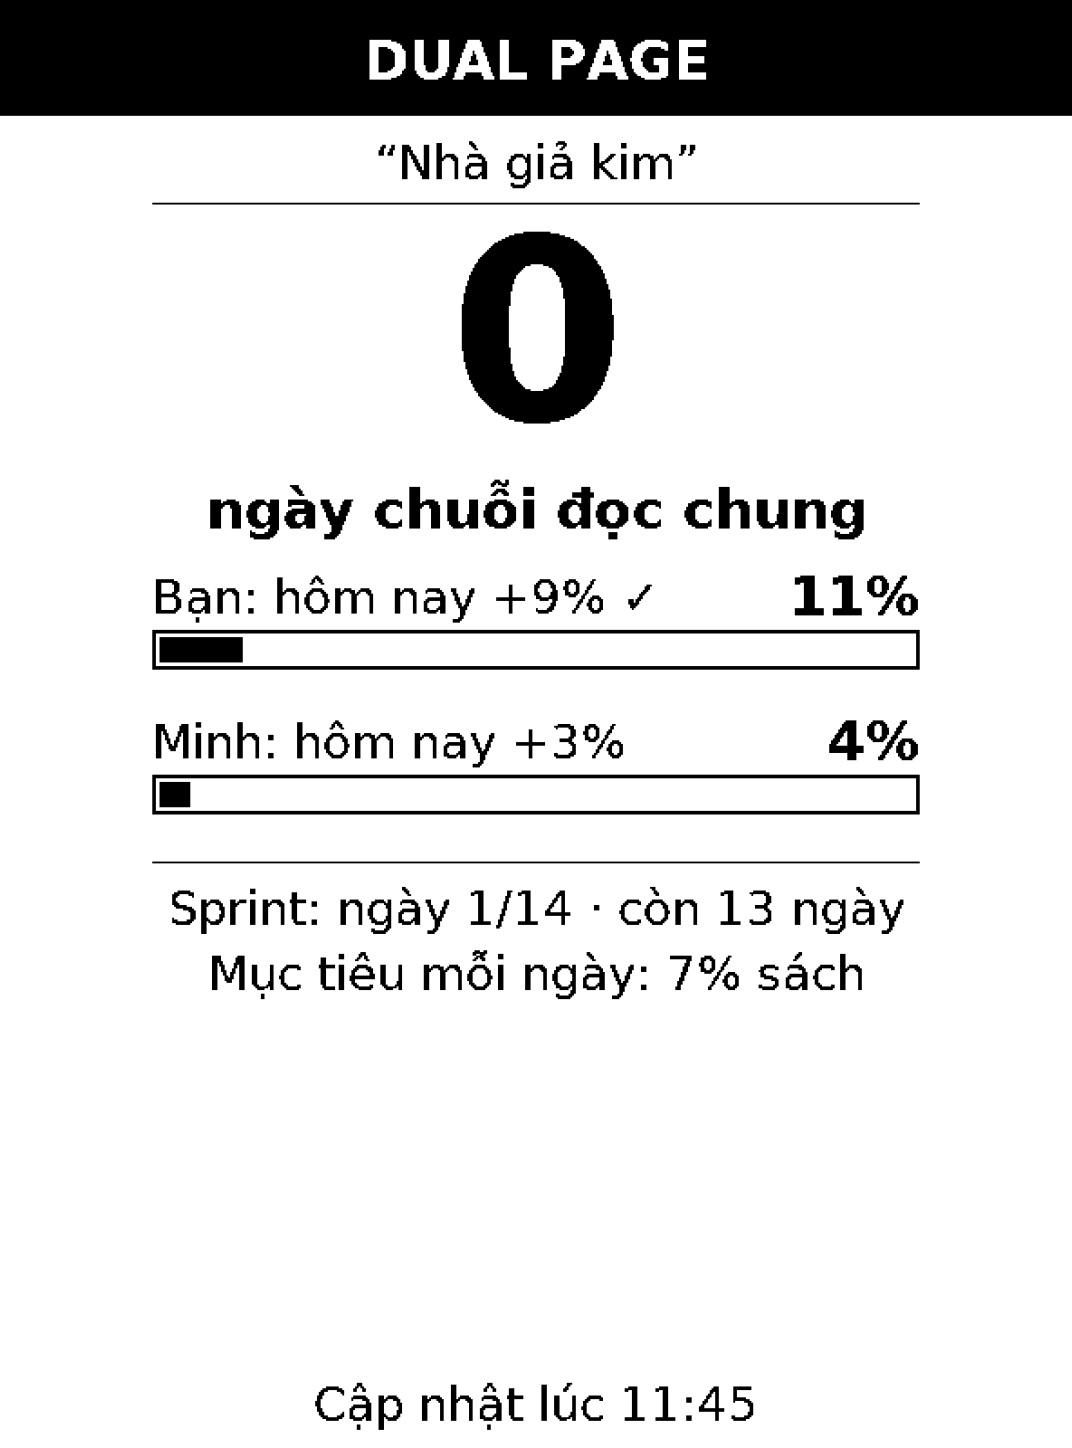 DUAL PAGE
“Nhà giả kim”
0
ngày chuỗi đọc chung
Bạn: hôm nay +9% ✓ 11%
Minh: hôm nay +3% 4%
Sprint: ngày 1/14 · còn 13 ngày
Mục tiêu mỗi ngày: 7% sách
Cập nhật lúc 11:45